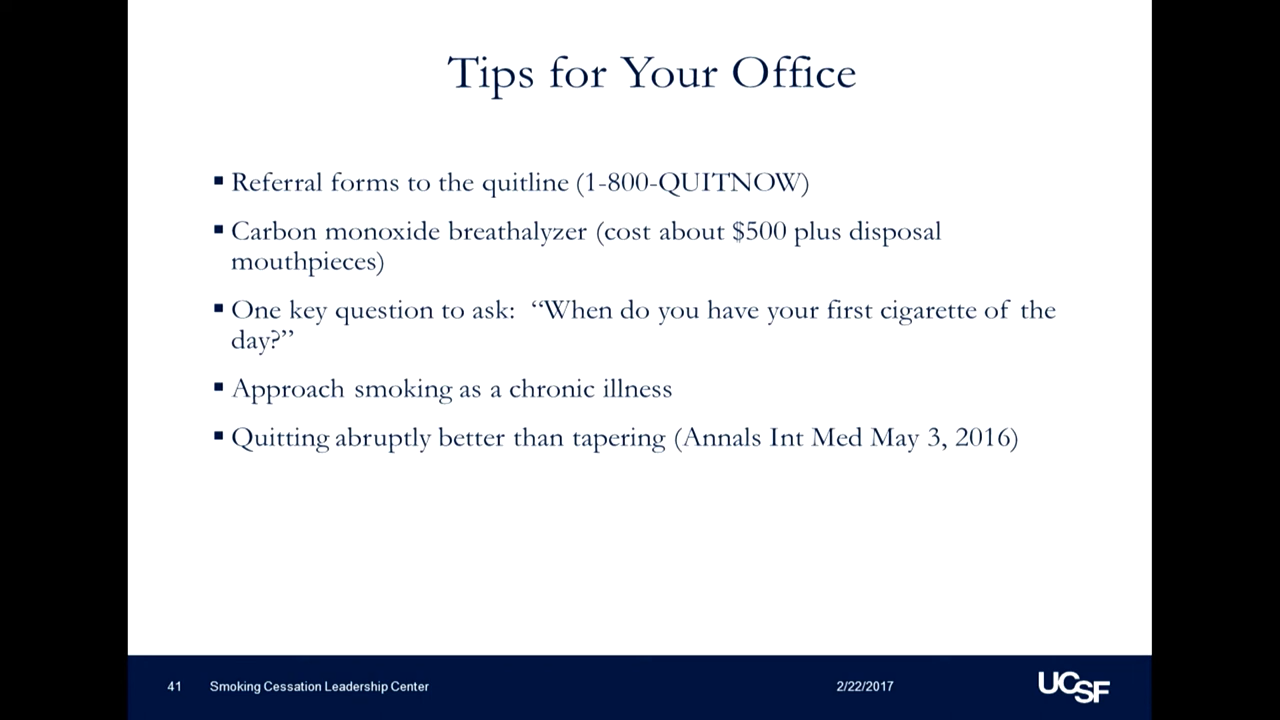 Tips for Your Office
▪ Referral forms to the quitline (1-800-QUITNOW)
▪ Carbon monoxide breathalyzer (cost about $500 plus disposal
mouthpieces)
▪ One key question to ask:  “When do you have your first cigarette of the
day?”
▪ Approach smoking as a chronic illness
▪ Quitting abruptly better than tapering (Annals Int Med May 3, 2016)
41 Smoking Cessation Leadership Center 2/22/2017 UCSF